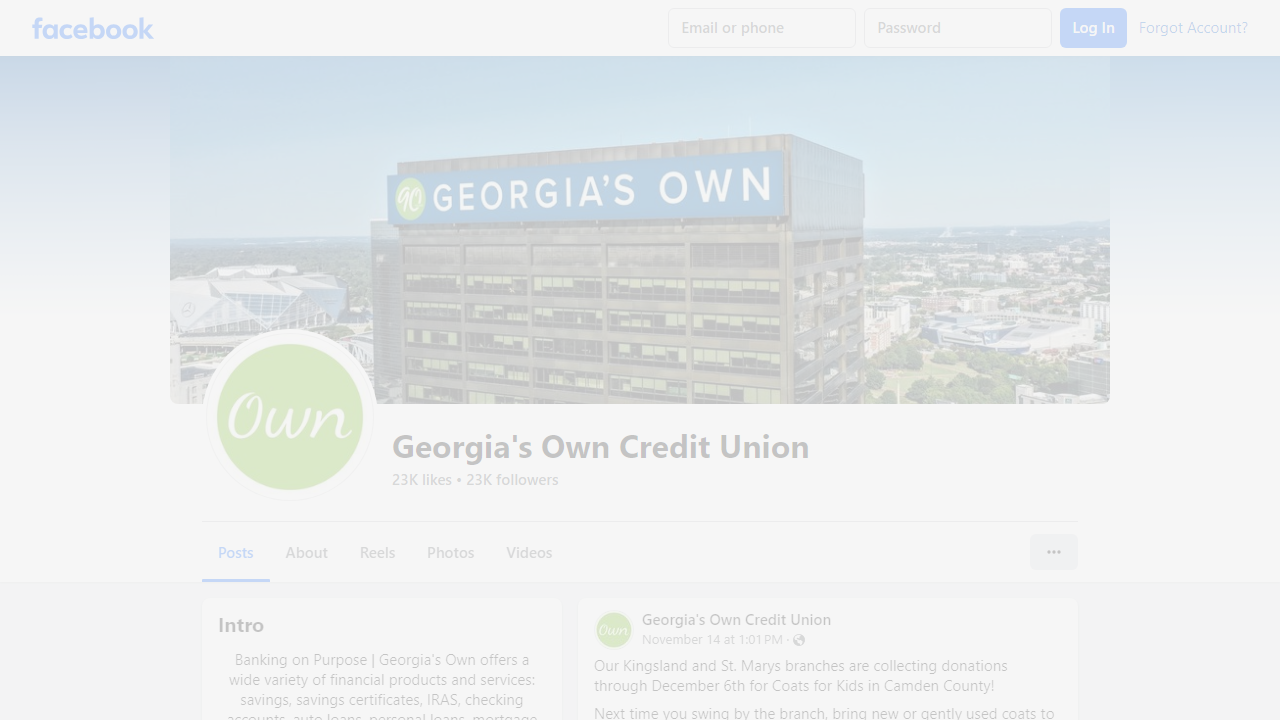 facebook
Email or phone
Password
Log In
Forgot Account?
GO GEORGIA'S OWN
Own
Georgia's Own Credit Union
23K likes • 23K followers
Posts
About
Reels
Photos
Videos
Intro
Banking on Purpose | Georgia's Own offers a
wide variety of financial products and services:
savings, savings certificates, IRAS, checking
accounts, auto loans, personal loans, mortgage
Own
Georgia's Own Credit Union
November 14 at 1:01 PM ·
Our Kingsland and St. Marys branches are collecting donations
through December 6th for Coats for Kids in Camden County!
Next time you swing by the branch, bring new or gently used coats to